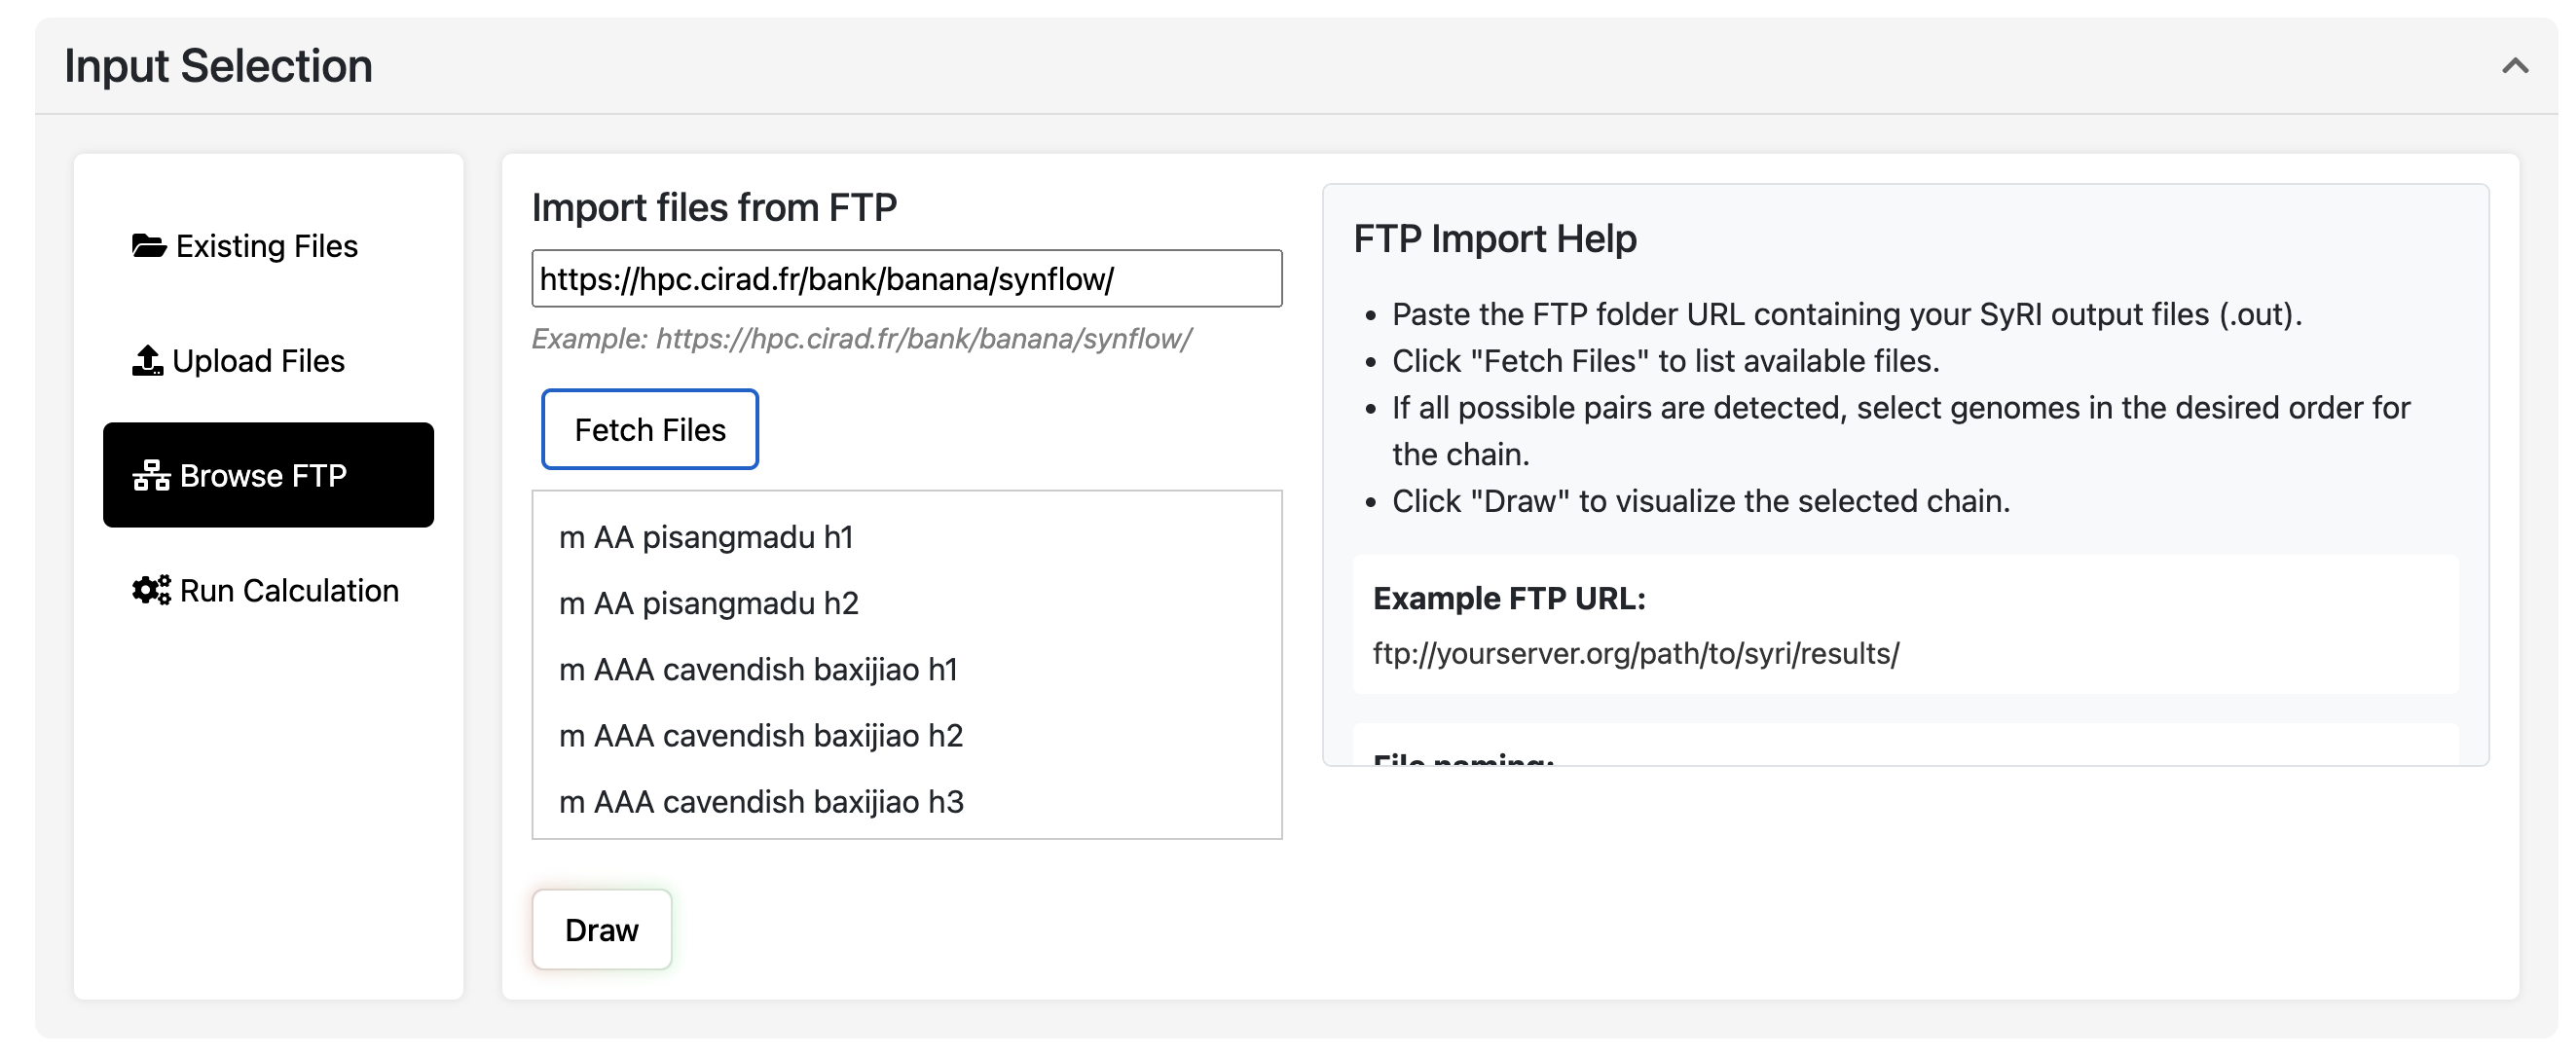 Input Selection
Existing Files
Upload Files
Browse FTP
Run Calculation
Import files from FTP
https://hpc.cirad.fr/bank/banana/synflow/
Example: https://hpc.cirad.fr/bank/banana/synflow/
Fetch Files
m AA pisangmadu h1
m AA pisangmadu h2
m AAA cavendish baxijiao h1
m AAA cavendish baxijiao h2
m AAA cavendish baxijiao h3
Draw
FTP Import Help
• Paste the FTP folder URL containing your SyRI output files (.out).
• Click "Fetch Files" to list available files.
• If all possible pairs are detected, select genomes in the desired order for
the chain.
• Click "Draw" to visualize the selected chain.
Example FTP URL:
ftp://yourserver.org/path/to/syri/results/
File naming: